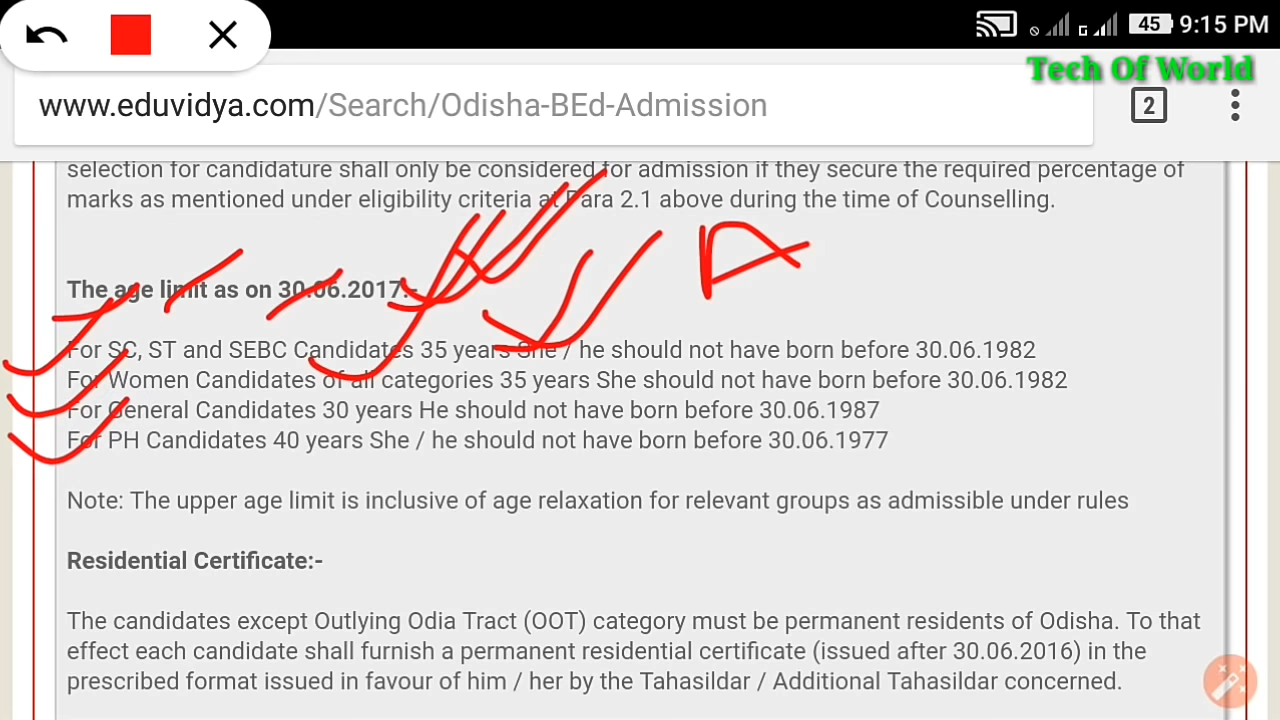 45 9:15 PM
Tech Of World
www.eduvidya.com/Search/Odisha-BEd-Admission
2
selection for candidature shall only be considered for admission if they secure the required percentage of
marks as mentioned under eligibility criteria at Para 2.1 above during the time of Counselling.
The age limit as on 30.06.2017:-
For SC, ST and SEBC Candidates 35 years She / he should not have born before 30.06.1982
For Women Candidates of all categories 35 years She should not have born before 30.06.1982
For General Candidates 30 years He should not have born before 30.06.1987
For PH Candidates 40 years She / he should not have born before 30.06.1977
Note: The upper age limit is inclusive of age relaxation for relevant groups as admissible under rules
Residential Certificate:-
The candidates except Outlying Odia Tract (OOT) category must be permanent residents of Odisha. To that
effect each candidate shall furnish a permanent residential certificate (issued after 30.06.2016) in the
prescribed format issued in favour of him / her by the Tahasildar / Additional Tahasildar concerned.